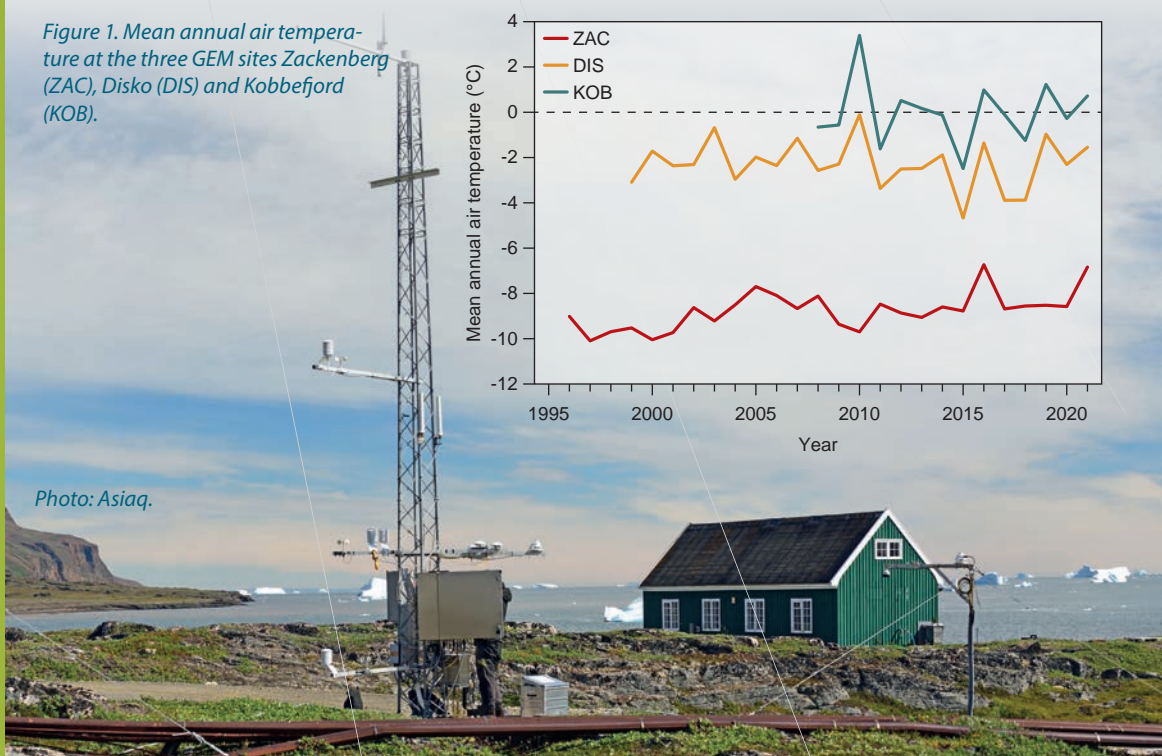 Figure 1. Mean annual air tempera-
ture at the three GEM sites Zackenberg
(ZAC), Disko (DIS) and Kobbefjord
(KOB).
Mean annual air temperature (°C)
4
2
0
-2
-4
-6
-8
-10
-12
ZAC
DIS
KOB
1995 2000 2005 2010 2015 2020
Year
Photo: Asiaq.